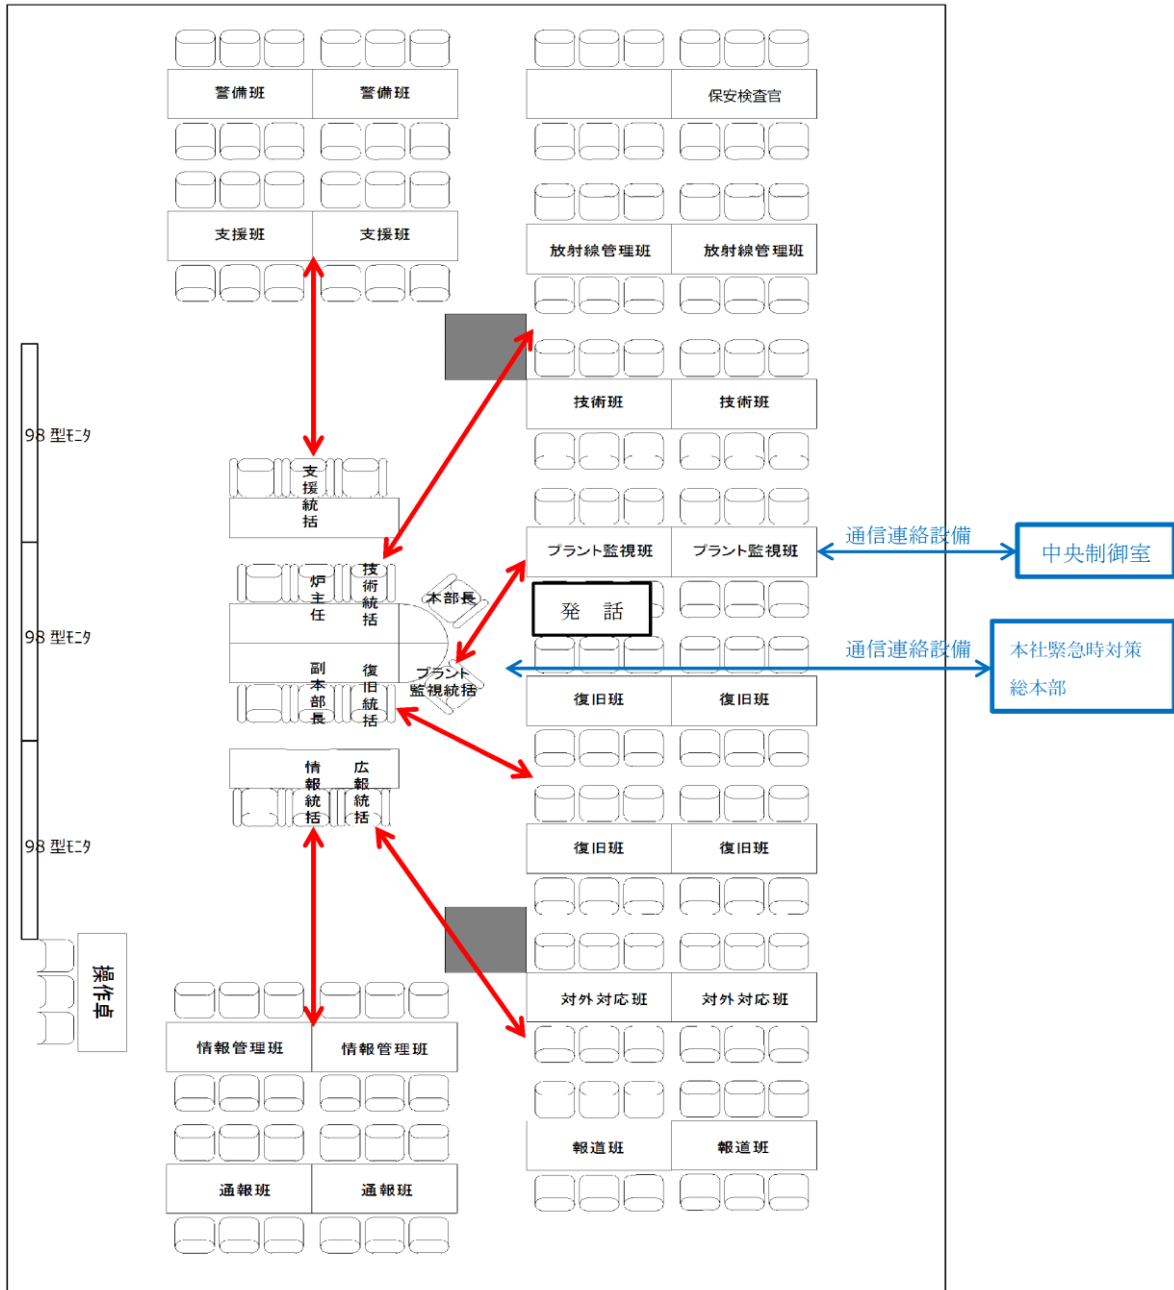 警備班
警備班
保安検査官
支援班
支援班
放射線管理班
放射線管理班
技術班
技術班
98 型ﾓﾆﾀ
支援統括
プラント監視班
プラント監視班
通信連絡設備
中央制御室
炉主任
技術統括
本部長
発 話
98 型ﾓﾆﾀ
副本部長
復旧統括
プラント
監視統括
通信連絡設備
本社緊急時対策
総本部
復旧班
復旧班
情報統括
広報統括
98 型ﾓﾆﾀ
復旧班
復旧班
操作卓
対外対応班
対外対応班
情報管理班
情報管理班
報道班
報道班
通報班
通報班